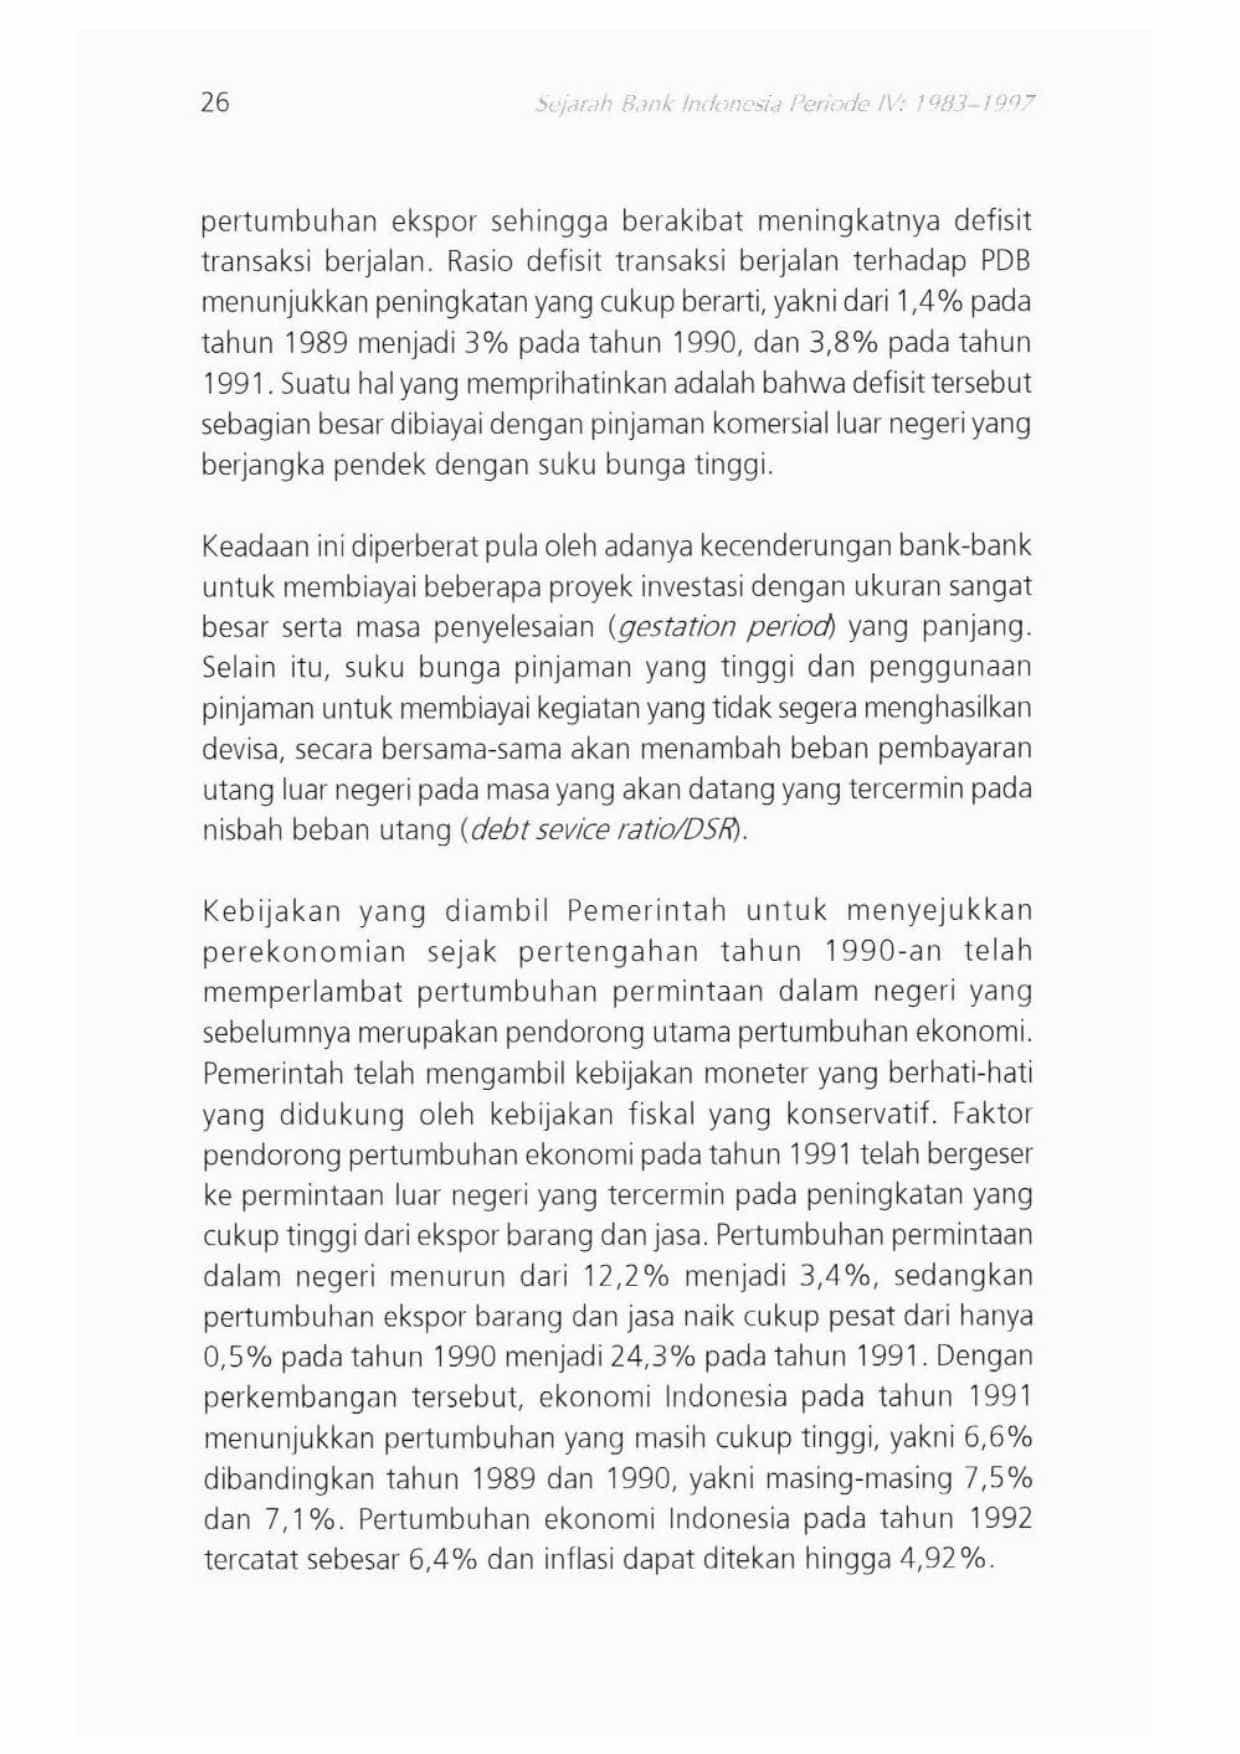 26
Sejarah Bank Indonesia Periode IV: 1983–1997
pertumbuhan ekspor sehingga berakibat meningkatnya defisit
transaksi berjalan. Rasio defisit transaksi berjalan terhadap PDB
menunjukkan peningkatan yang cukup berarti, yakni dari 1,4% pada
tahun 1989 menjadi 3% pada tahun 1990, dan 3,8% pada tahun
1991. Suatu hal yang memprihatinkan adalah bahwa defisit tersebut
sebagian besar dibiayai dengan pinjaman komersial luar negeri yang
berjangka pendek dengan suku bunga tinggi.
Keadaan ini diperberat pula oleh adanya kecenderungan bank-bank
untuk membiayai beberapa proyek investasi dengan ukuran sangat
besar serta masa penyelesaian (gestation period) yang panjang.
Selain itu, suku bunga pinjaman yang tinggi dan penggunaan
pinjaman untuk membiayai kegiatan yang tidak segera menghasilkan
devisa, secara bersama-sama akan menambah beban pembayaran
utang luar negeri pada masa yang akan datang yang tercermin pada
nisbah beban utang (debt sevice ratio/DSR).
Kebijakan yang diambil Pemerintah untuk menyejukkan
perekonomian sejak pertengahan tahun 1990-an telah
memperlambat pertumbuhan permintaan dalam negeri yang
sebelumnya merupakan pendorong utama pertumbuhan ekonomi.
Pemerintah telah mengambil kebijakan moneter yang berhati-hati
yang didukung oleh kebijakan fiskal yang konservatif. Faktor
pendorong pertumbuhan ekonomi pada tahun 1991 telah bergeser
ke permintaan luar negeri yang tercermin pada peningkatan yang
cukup tinggi dari ekspor barang dan jasa. Pertumbuhan permintaan
dalam negeri menurun dari 12,2% menjadi 3,4%, sedangkan
pertumbuhan ekspor barang dan jasa naik cukup pesat dari hanya
0,5% pada tahun 1990 menjadi 24,3% pada tahun 1991. Dengan
perkembangan tersebut, ekonomi Indonesia pada tahun 1991
menunjukkan pertumbuhan yang masih cukup tinggi, yakni 6,6%
dibandingkan tahun 1989 dan 1990, yakni masing-masing 7,5%
dan 7,1%. Pertumbuhan ekonomi Indonesia pada tahun 1992
tercatat sebesar 6,4% dan inflasi dapat ditekan hingga 4,92%.